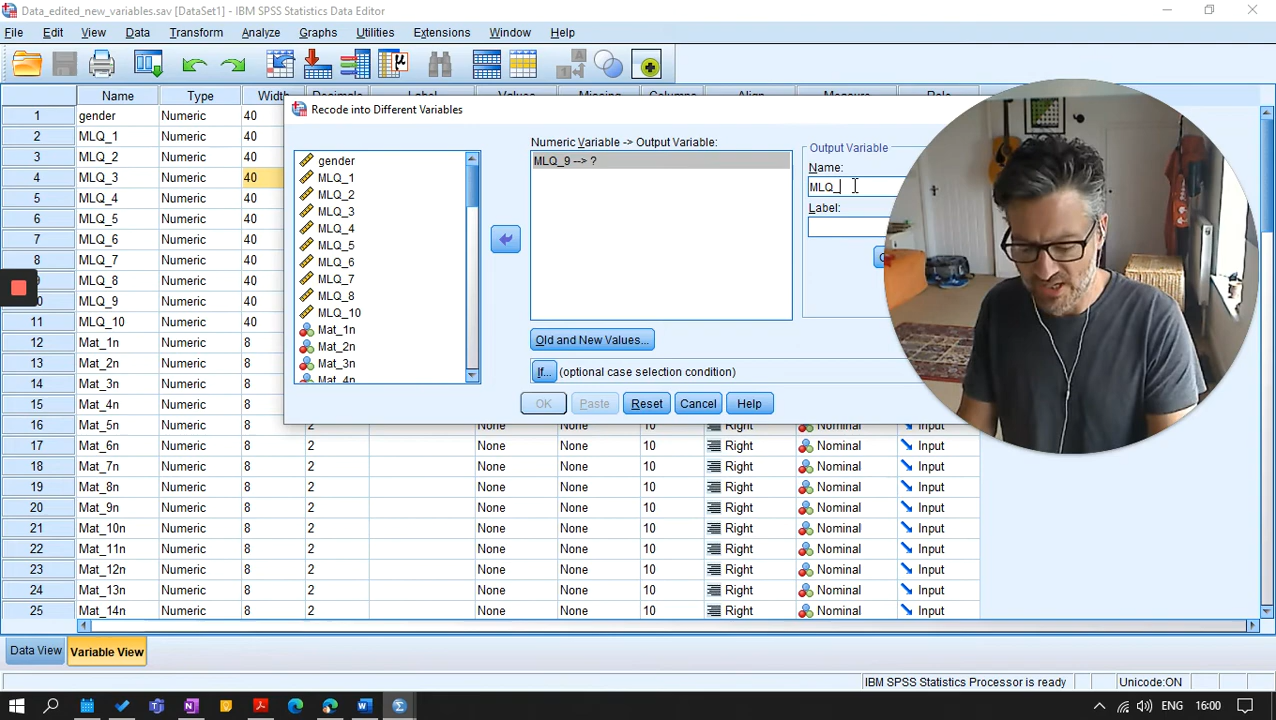 Data_edited_new_variables.sav [DataSet1] - IBM SPSS Statistics Data Editor
File Edit View Data Transform Analyze Graphs Utilities Extensions Window Help
Name Type Width Decimals Label Values Missing Columns Align Measure Role
1 gender Numeric 40
2 MLQ_1 Numeric 40
3 MLQ_2 Numeric 40
4 MLQ_3 Numeric 40
5 MLQ_4 Numeric 40
6 MLQ_5 Numeric 40
7 MLQ_6 Numeric 40
8 MLQ_7 Numeric 40
9 MLQ_8 Numeric 40
10 MLQ_9 Numeric 40
11 MLQ_10 Numeric 40
12 Mat_1n Numeric 8
13 Mat_2n Numeric 8
14 Mat_3n Numeric 8
15 Mat_4n Numeric 8
16 Mat_5n Numeric 8 2 None None 10 Right Nominal Input
17 Mat_6n Numeric 8 2 None None 10 Right Nominal Input
18 Mat_7n Numeric 8 2 None None 10 Right Nominal Input
19 Mat_8n Numeric 8 2 None None 10 Right Nominal Input
20 Mat_9n Numeric 8 2 None None 10 Right Nominal Input
21 Mat_10n Numeric 8 2 None None 10 Right Nominal Input
22 Mat_11n Numeric 8 2 None None 10 Right Nominal Input
23 Mat_12n Numeric 8 2 None None 10 Right Nominal Input
24 Mat_13n Numeric 8 2 None None 10 Right Nominal Input
25 Mat_14n Numeric 8 2 None None 10 Right Nominal Input
Recode into Different Variables
gender
MLQ_1
MLQ_2
MLQ_3
MLQ_4
MLQ_5
MLQ_6
MLQ_7
MLQ_8
MLQ_10
Mat_1n
Mat_2n
Mat_3n
Mat_4n
Numeric Variable -> Output Variable:
MLQ_9 --> ?
Output Variable
Name:
MLQ_
Label:
Old and New Values...
If... (optional case selection condition)
OK Paste Reset Cancel Help
Data View Variable View
IBM SPSS Statistics Processor is ready Unicode:ON
ENG 16:00